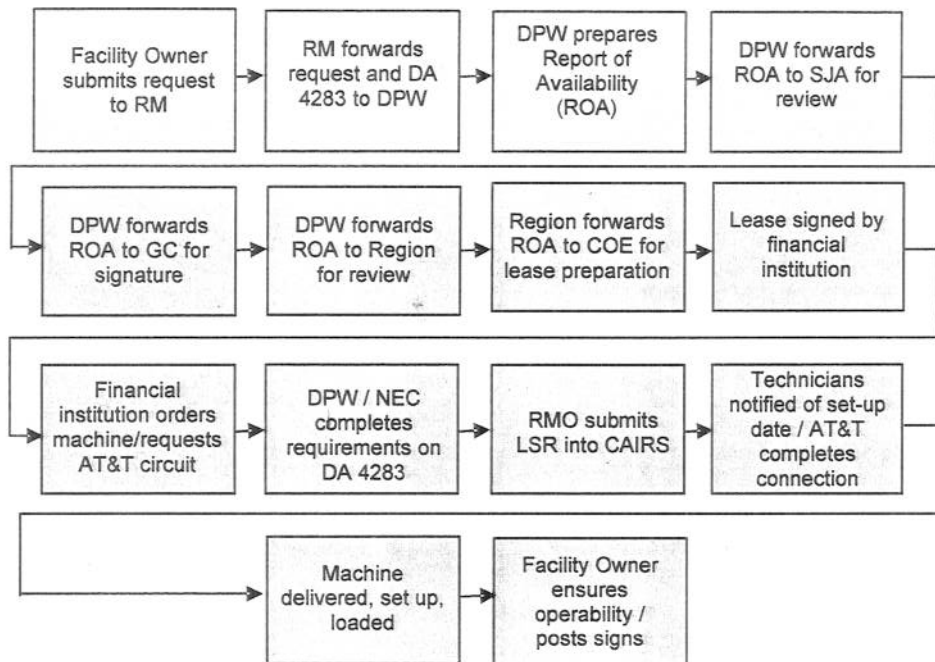 Facility Owner
submits request
to RM
RM forwards
request and DA
4283 to DPW
DPW prepares
Report of
Availability
(ROA)
DPW forwards
ROA to SJA for
review
DPW forwards
ROA to GC for
signature
DPW forwards
ROA to Region
for review
Region forwards
ROA to COE for
lease preparation
Lease signed by
financial
institution
Financial
institution orders
machine/requests
AT&T circuit
DPW / NEC
completes
requirements on
DA 4283
RMO submits
LSR into CAIRS
Technicians
notified of set-up
date / AT&T
completes
connection
Machine
delivered, set up,
loaded
Facility Owner
ensures
operability /
posts signs